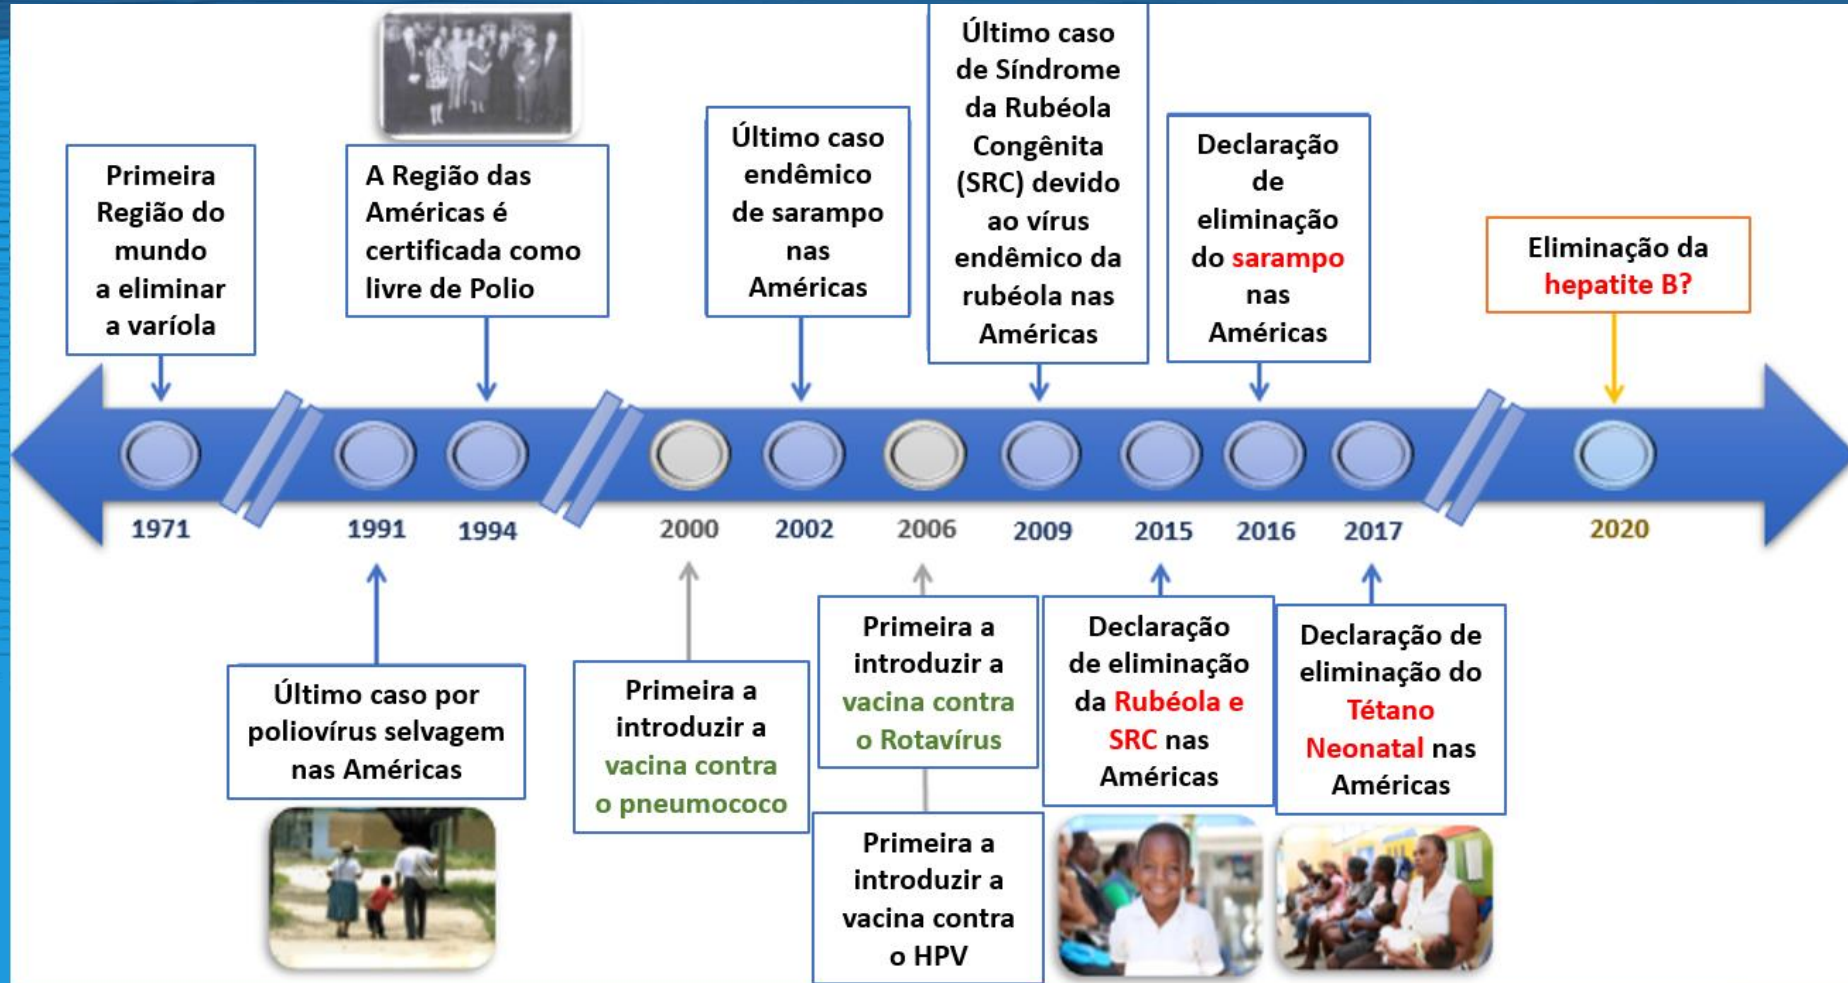 Primeira
Região do
mundo
a eliminar
a varíola
A Região das
Américas é
certificada como
livre de Polio
Último caso
endêmico
de sarampo
nas
Américas
Último caso
de Síndrome
da Rubéola
Congênita
(SRC) devido
ao vírus
endêmico da
rubéola nas
Américas
Declaração
de
eliminação
do sarampo
nas
Américas
Eliminação da
hepatite B?
1971
1991
1994
2000
2002
2006
2009
2015
2016
2017
2020
Último caso por
poliovírus selvagem
nas Américas
Primeira a
introduzir a
vacina contra
o pneumococo
Primeira a
introduzir a
vacina contra
o Rotavírus
Primeira a
introduzir a
vacina contra
o HPV
Declaração
de eliminação
da Rubéola e
SRC nas
Américas
Declaração de
eliminação do
Tétano
Neonatal nas
Américas